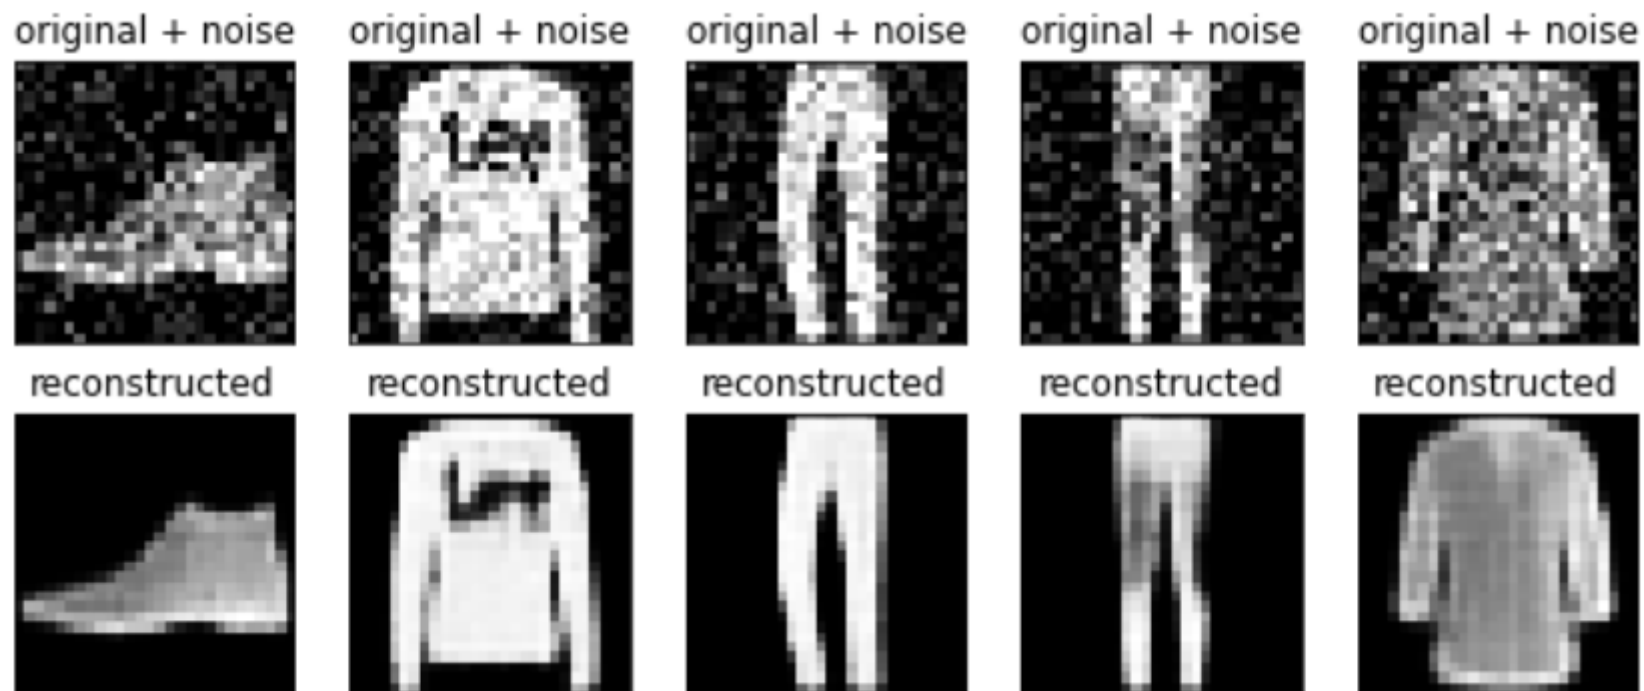 original + noise original + noise original + noise original + noise original + noise
reconstructed reconstructed reconstructed reconstructed reconstructed